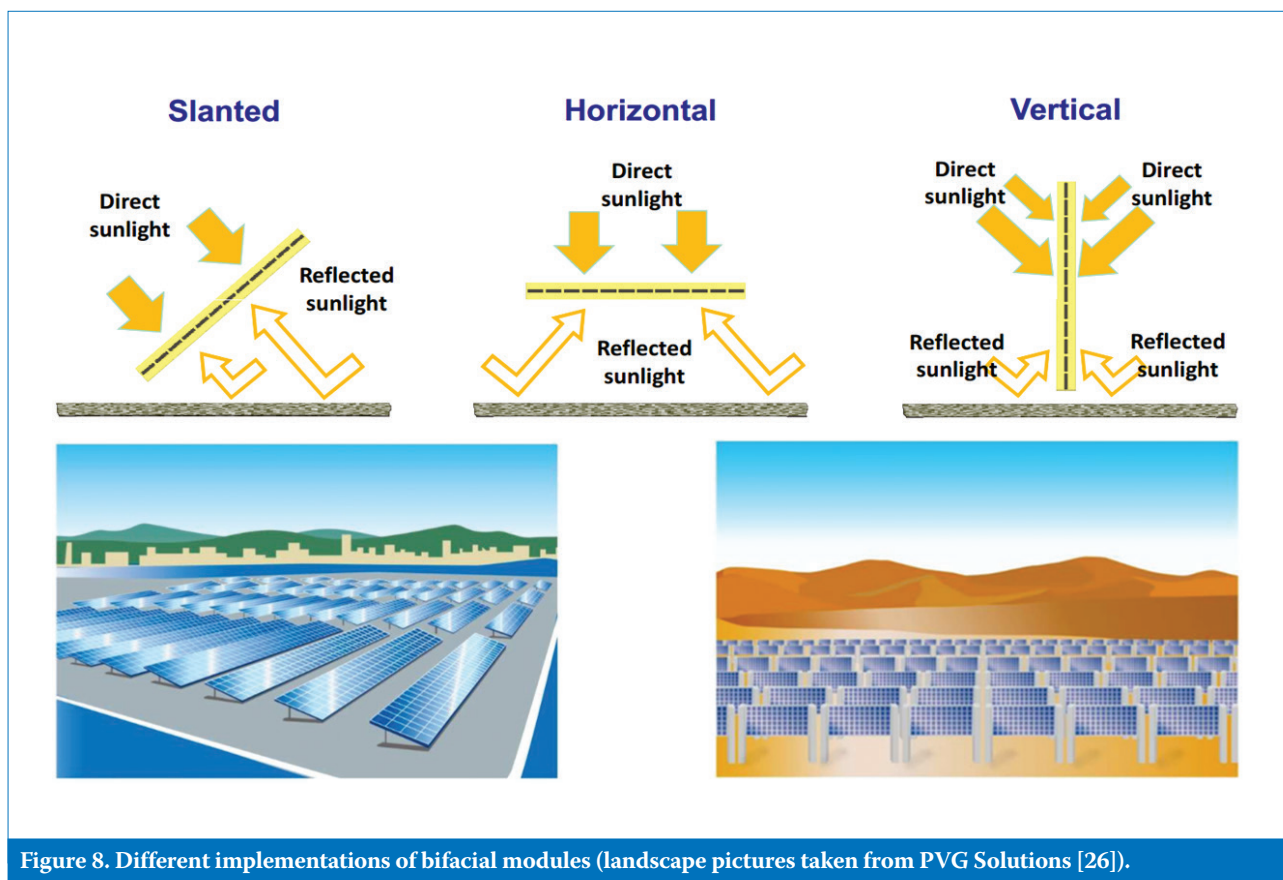 Slanted
Direct
sunlight
Reflected
sunlight
Horizontal
Direct
sunlight
Reflected
sunlight
Vertical
Direct
sunlight
Direct
sunlight
Reflected
sunlight
Reflected
sunlight
Figure 8. Different implementations of bifacial modules (landscape pictures taken from PVG Solutions [26]).